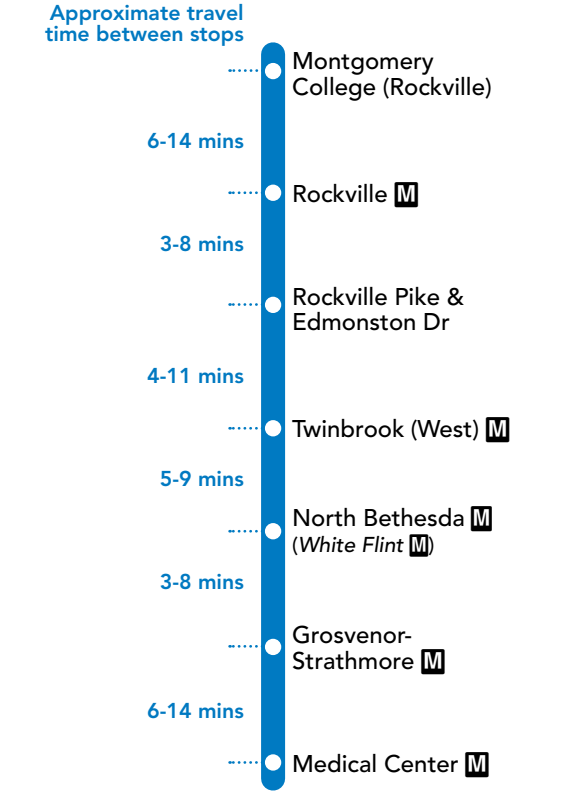 Approximate travel
time between stops
Montgomery
College (Rockville)
6-14 mins
Rockville M
3-8 mins
Rockville Pike &
Edmonston Dr
4-11 mins
Twinbrook (West) M
5-9 mins
North Bethesda M
(White Flint M)
3-8 mins
Grosvenor-
Strathmore M
6-14 mins
Medical Center M